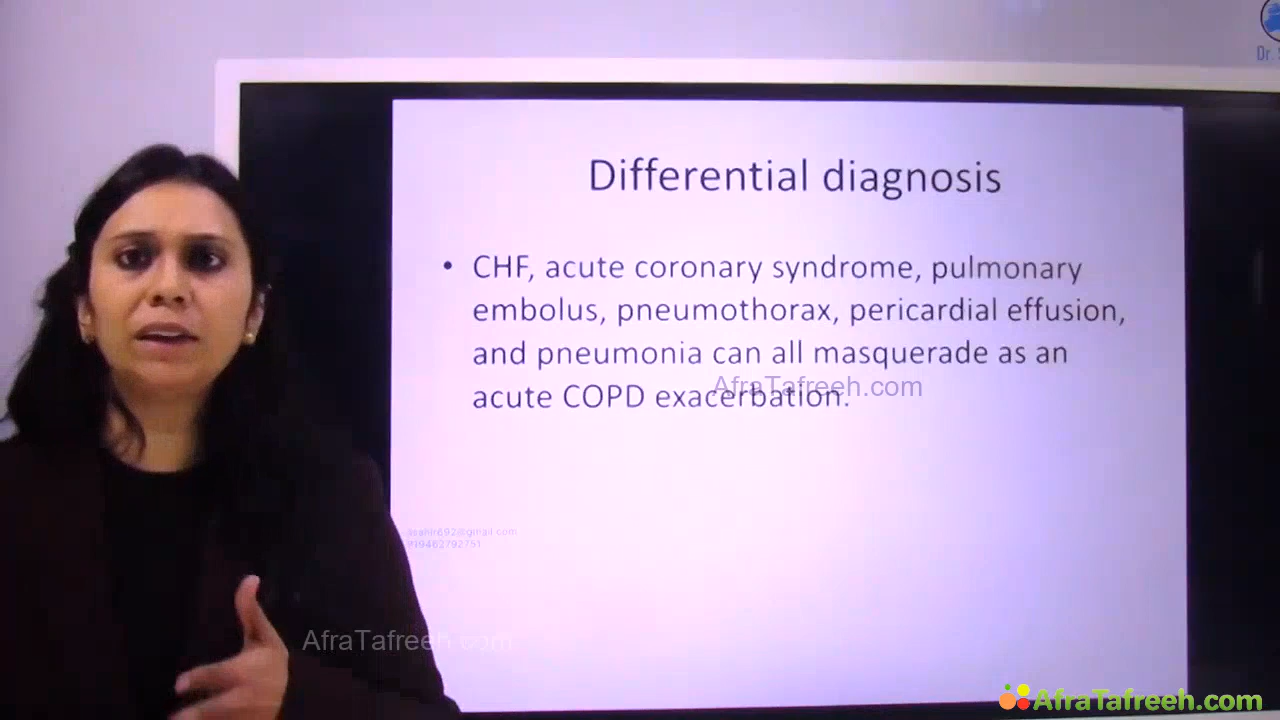 Dr.
Differential diagnosis
• CHF, acute coronary syndrome, pulmonary
embolus, pneumothorax, pericardial effusion,
and pneumonia can all masquerade as an
acute COPD exacerbation.
AfraTafreeh.com
AfraTafreeh.com
AfraTafreeh.com